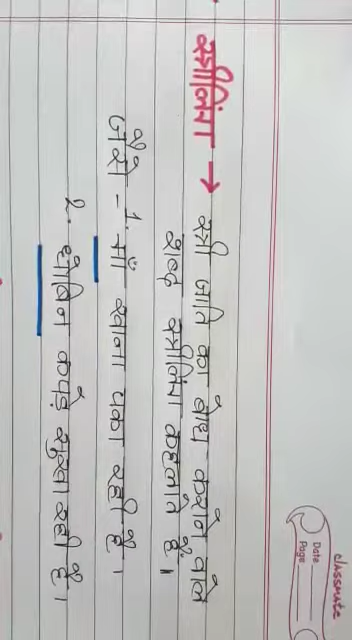 classmate
Date
Page
स्त्रीलिंग → स्त्री जाति का बोध कराने वाले
शब्द स्त्रीलिंग कहलाते हैं।
जैसे - 1. माँ खाना पका रही है।
2. धोबिन कपड़े सुखा रही है।